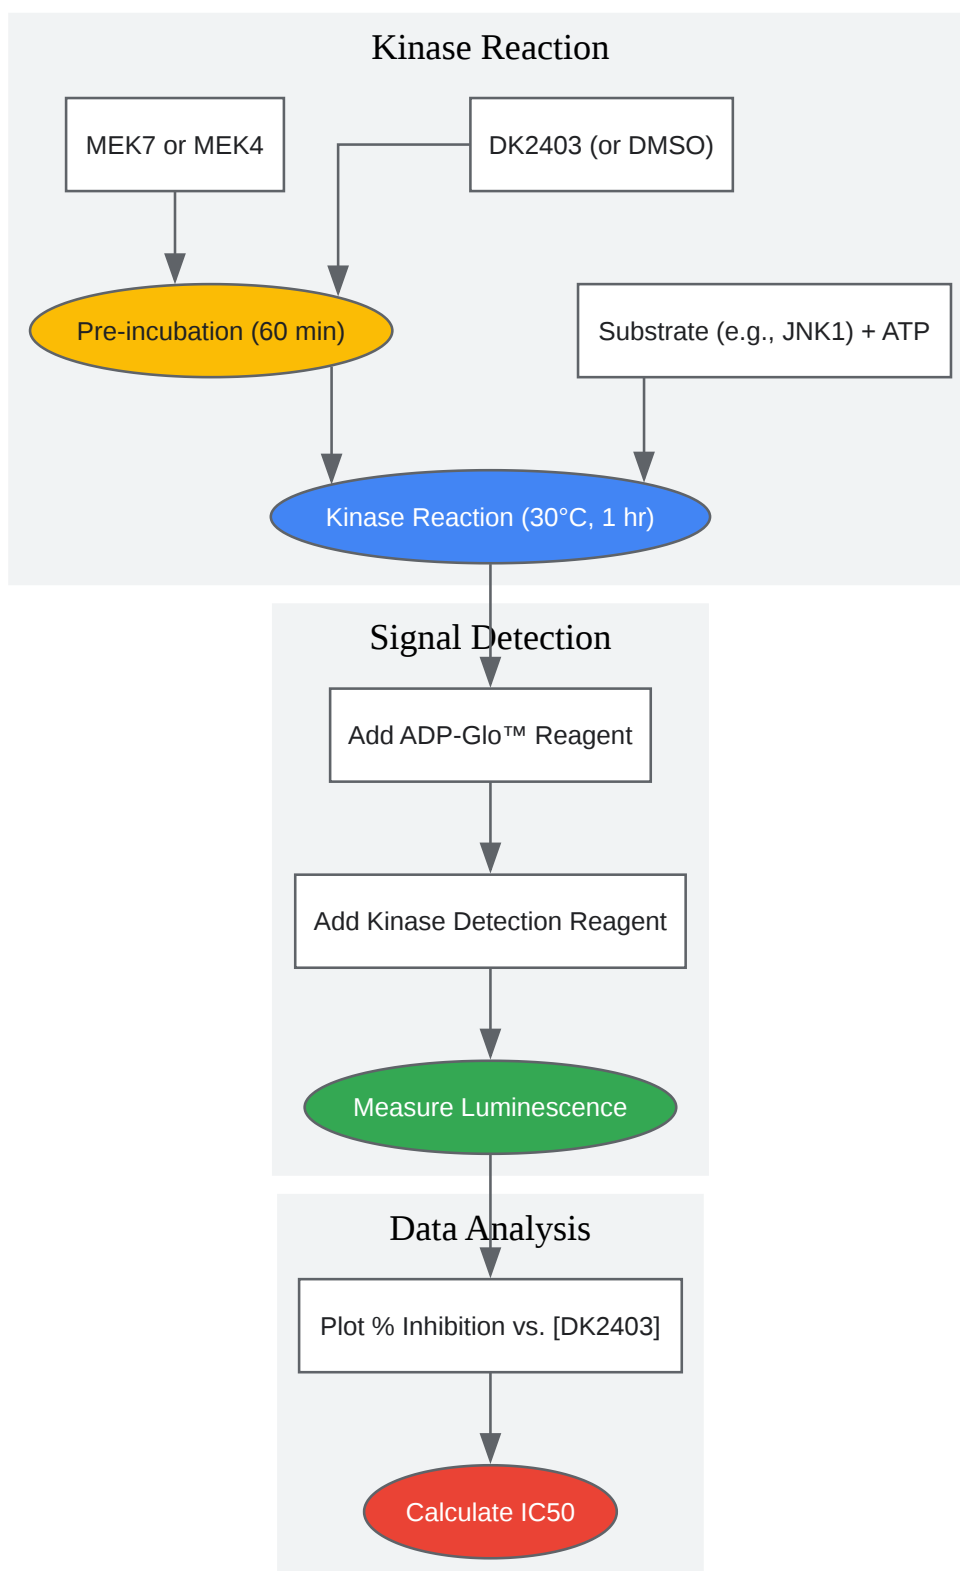 Kinase Reaction
MEK7 or MEK4
DK2403 (or DMSO)
Pre-incubation (60 min)
Substrate (e.g., JNK1) + ATP
Kinase Reaction (30°C, 1 hr)
Signal Detection
Add ADP-Glo™ Reagent
Add Kinase Detection Reagent
Measure Luminescence
Data Analysis
Plot % Inhibition vs. [DK2403]
Calculate IC50